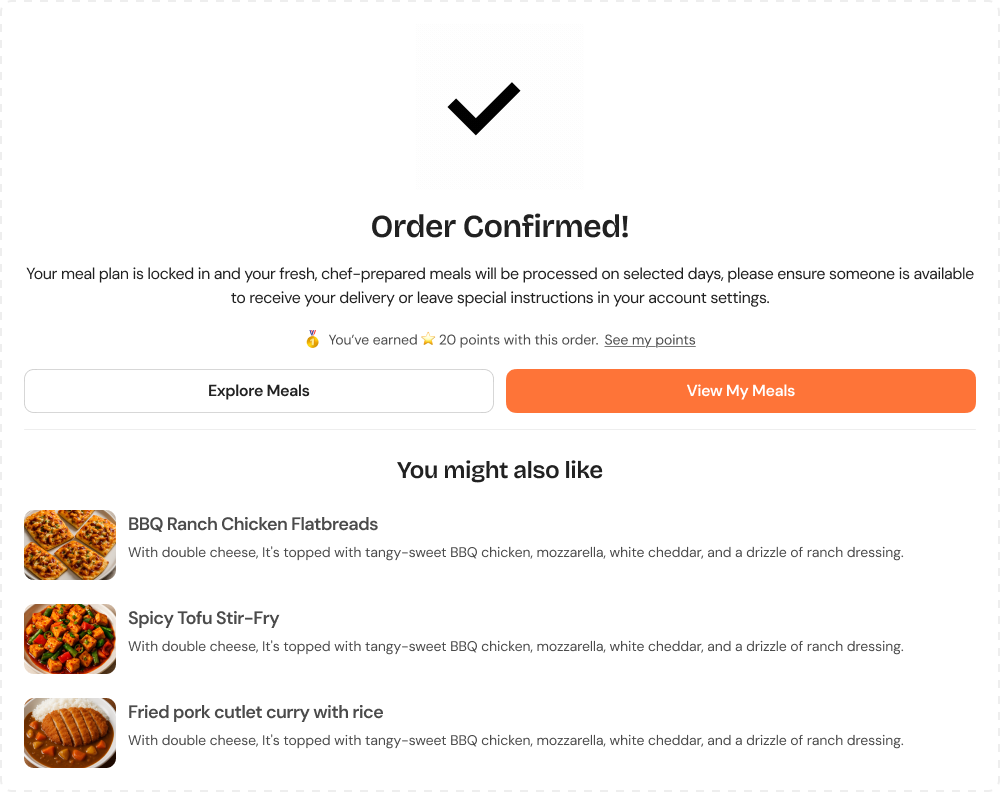 Order Confirmed!
Your meal plan is locked in and your fresh, chef-prepared meals will be processed on selected days, please ensure someone is available
to receive your delivery or leave special instructions in your account settings.
🏅 You’ve earned ⭐ 20 points with this order. See my points
Explore Meals
View My Meals
You might also like
BBQ Ranch Chicken Flatbreads
With double cheese, It's topped with tangy-sweet BBQ chicken, mozzarella, white cheddar, and a drizzle of ranch dressing.
Spicy Tofu Stir-Fry
With double cheese, It's topped with tangy-sweet BBQ chicken, mozzarella, white cheddar, and a drizzle of ranch dressing.
Fried pork cutlet curry with rice
With double cheese, It's topped with tangy-sweet BBQ chicken, mozzarella, white cheddar, and a drizzle of ranch dressing.